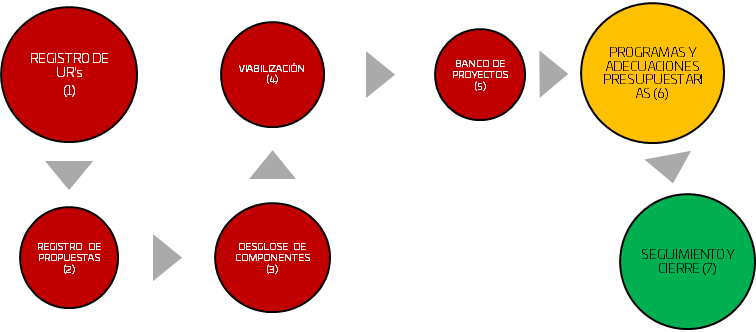 REGISTRO DE
UR's
(1)
REGISTRO DE
PROPUESTAS
(2)
DESGLOSE DE
COMPONENTES
(3)
VIABILIZACIÓN
(4)
BANCO DE
PROYECTOS
(5)
PROGRAMAS Y
ADECUACIONES
PRESUPUESTARI
AS (6)
SEGUIMIENTO Y
CIERRE (7)